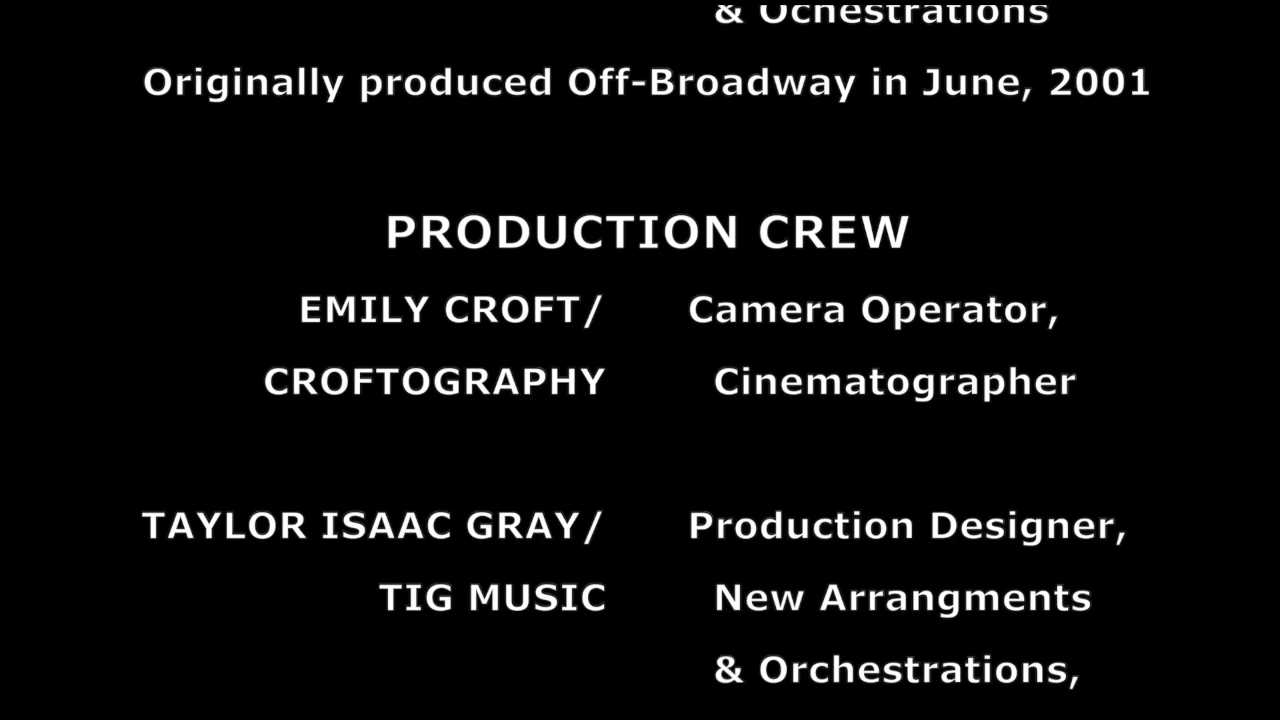 & Ochestrations
Originally produced Off-Broadway in June, 2001
PRODUCTION CREW
EMILY CROFT/ Camera Operator,
CROFTOGRAPHY Cinematographer
TAYLOR ISAAC GRAY/ Production Designer,
TIG MUSIC New Arrangments
& Orchestrations,